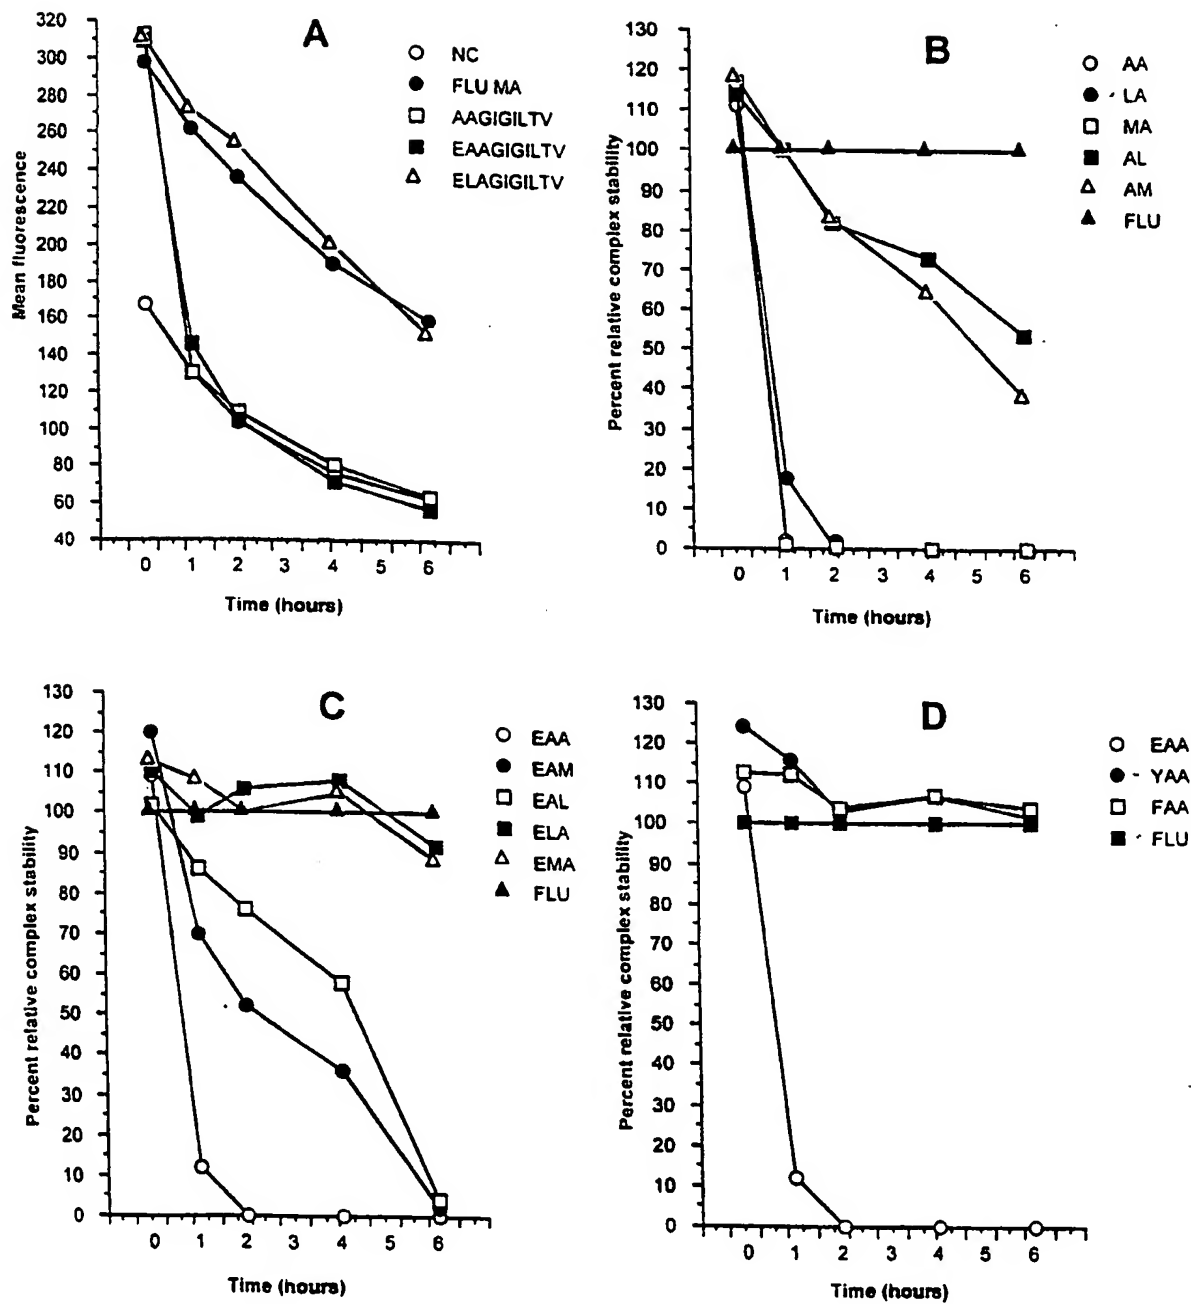 A
320
300
280
260
240
220
200
180
160
140
120
100
80
60
40
Mean fluorescence
0 1 2 3 4 5 6
Time (hours)
NC
FLU MA
AAGIGILTV
EAAGIGILTV
ELAGIGILTV
B
130
120
110
100
90
80
70
60
50
40
30
20
10
0
Percent relative complex stability
0 1 2 3 4 5 6
Time (hours)
AA
LA
MA
AL
AM
FLU
C
130
120
110
100
90
80
70
60
50
40
30
20
10
0
Percent relative complex stability
0 1 2 3 4 5 6
Time (hours)
EAA
EAM
EAL
ELA
EMA
FLU
D
130
120
110
100
90
80
70
60
50
40
30
20
10
0
Percent relative complex stability
0 1 2 3 4 5 6
Time (hours)
EAA
YAA
FAA
FLU